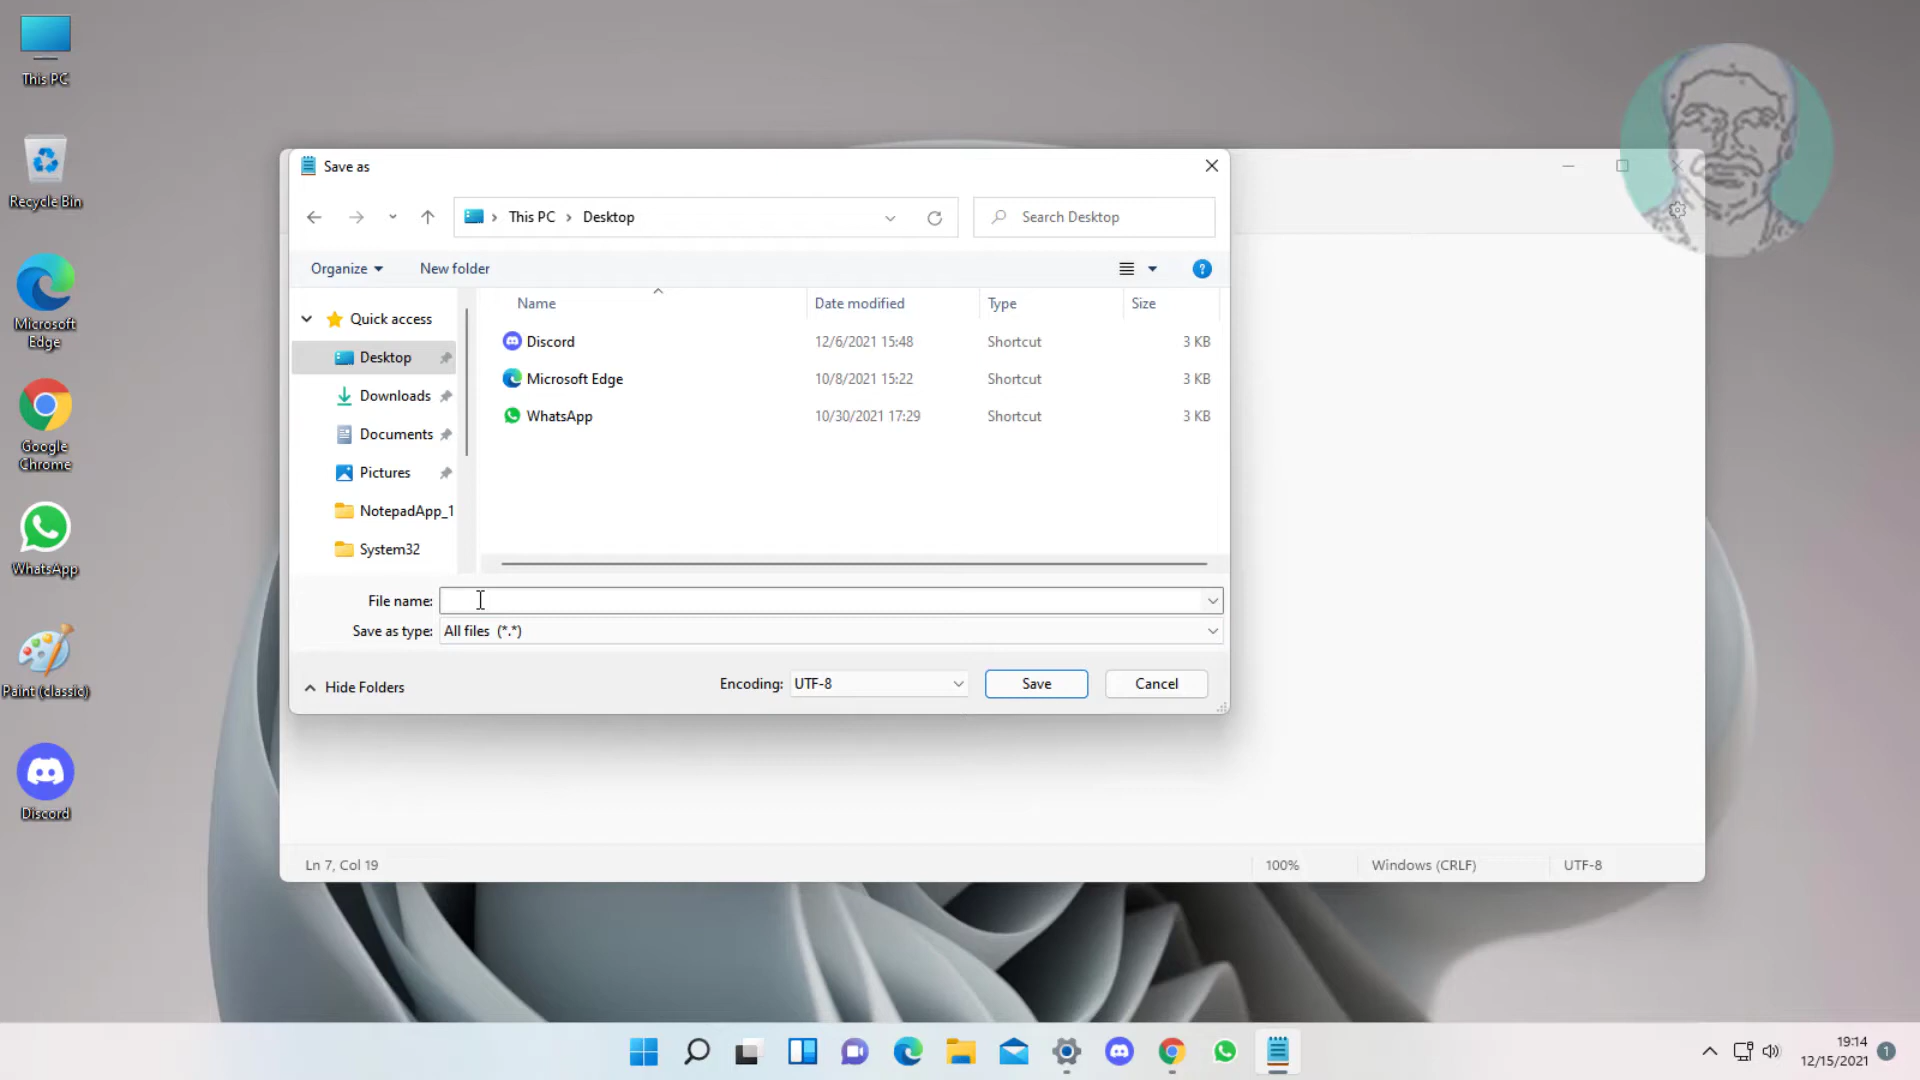 This PC
Recycle Bin
Microsoft
Edge
Google
Chrome
WhatsApp
Paint (classic)
Discord
Save as
This PC
Desktop
Search Desktop
Organize
New folder
?
Name
Date modified
Type
Size
Quick access
Desktop
Downloads
Documents
Pictures
NotepadApp_1
System32
Discord 12/6/2021 15:48 Shortcut 3 KB
Microsoft Edge 10/8/2021 15:22 Shortcut 3 KB
WhatsApp 10/30/2021 17:29 Shortcut 3 KB
File name:
Save as type: All files (*.*)
Hide Folders
Encoding: UTF-8
Save
Cancel
Ln 7, Col 19
100%
Windows (CRLF)
UTF-8
19:14
12/15/2021
1